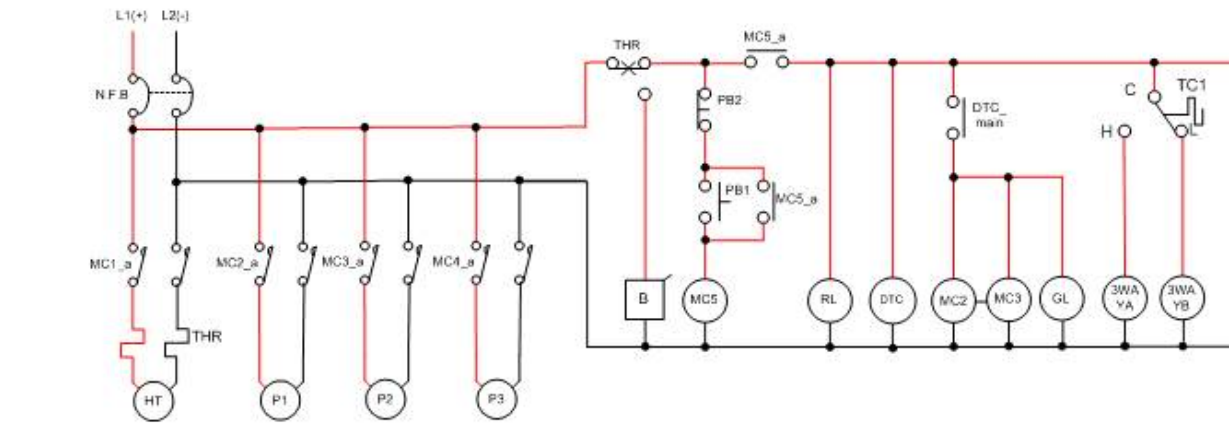 L1(+) L2(-)
N.F.B
THR
MC5_a
PB2
PB1
MC5_a
DTC_
main
C
TC1
H
L
MC1_a
MC2_a
MC3_a
MC4_a
THR
HT
P1
P2
P3
B
MC5
RL
DTC
MC2
MC3
GL
3WA
YA
3WA
YB